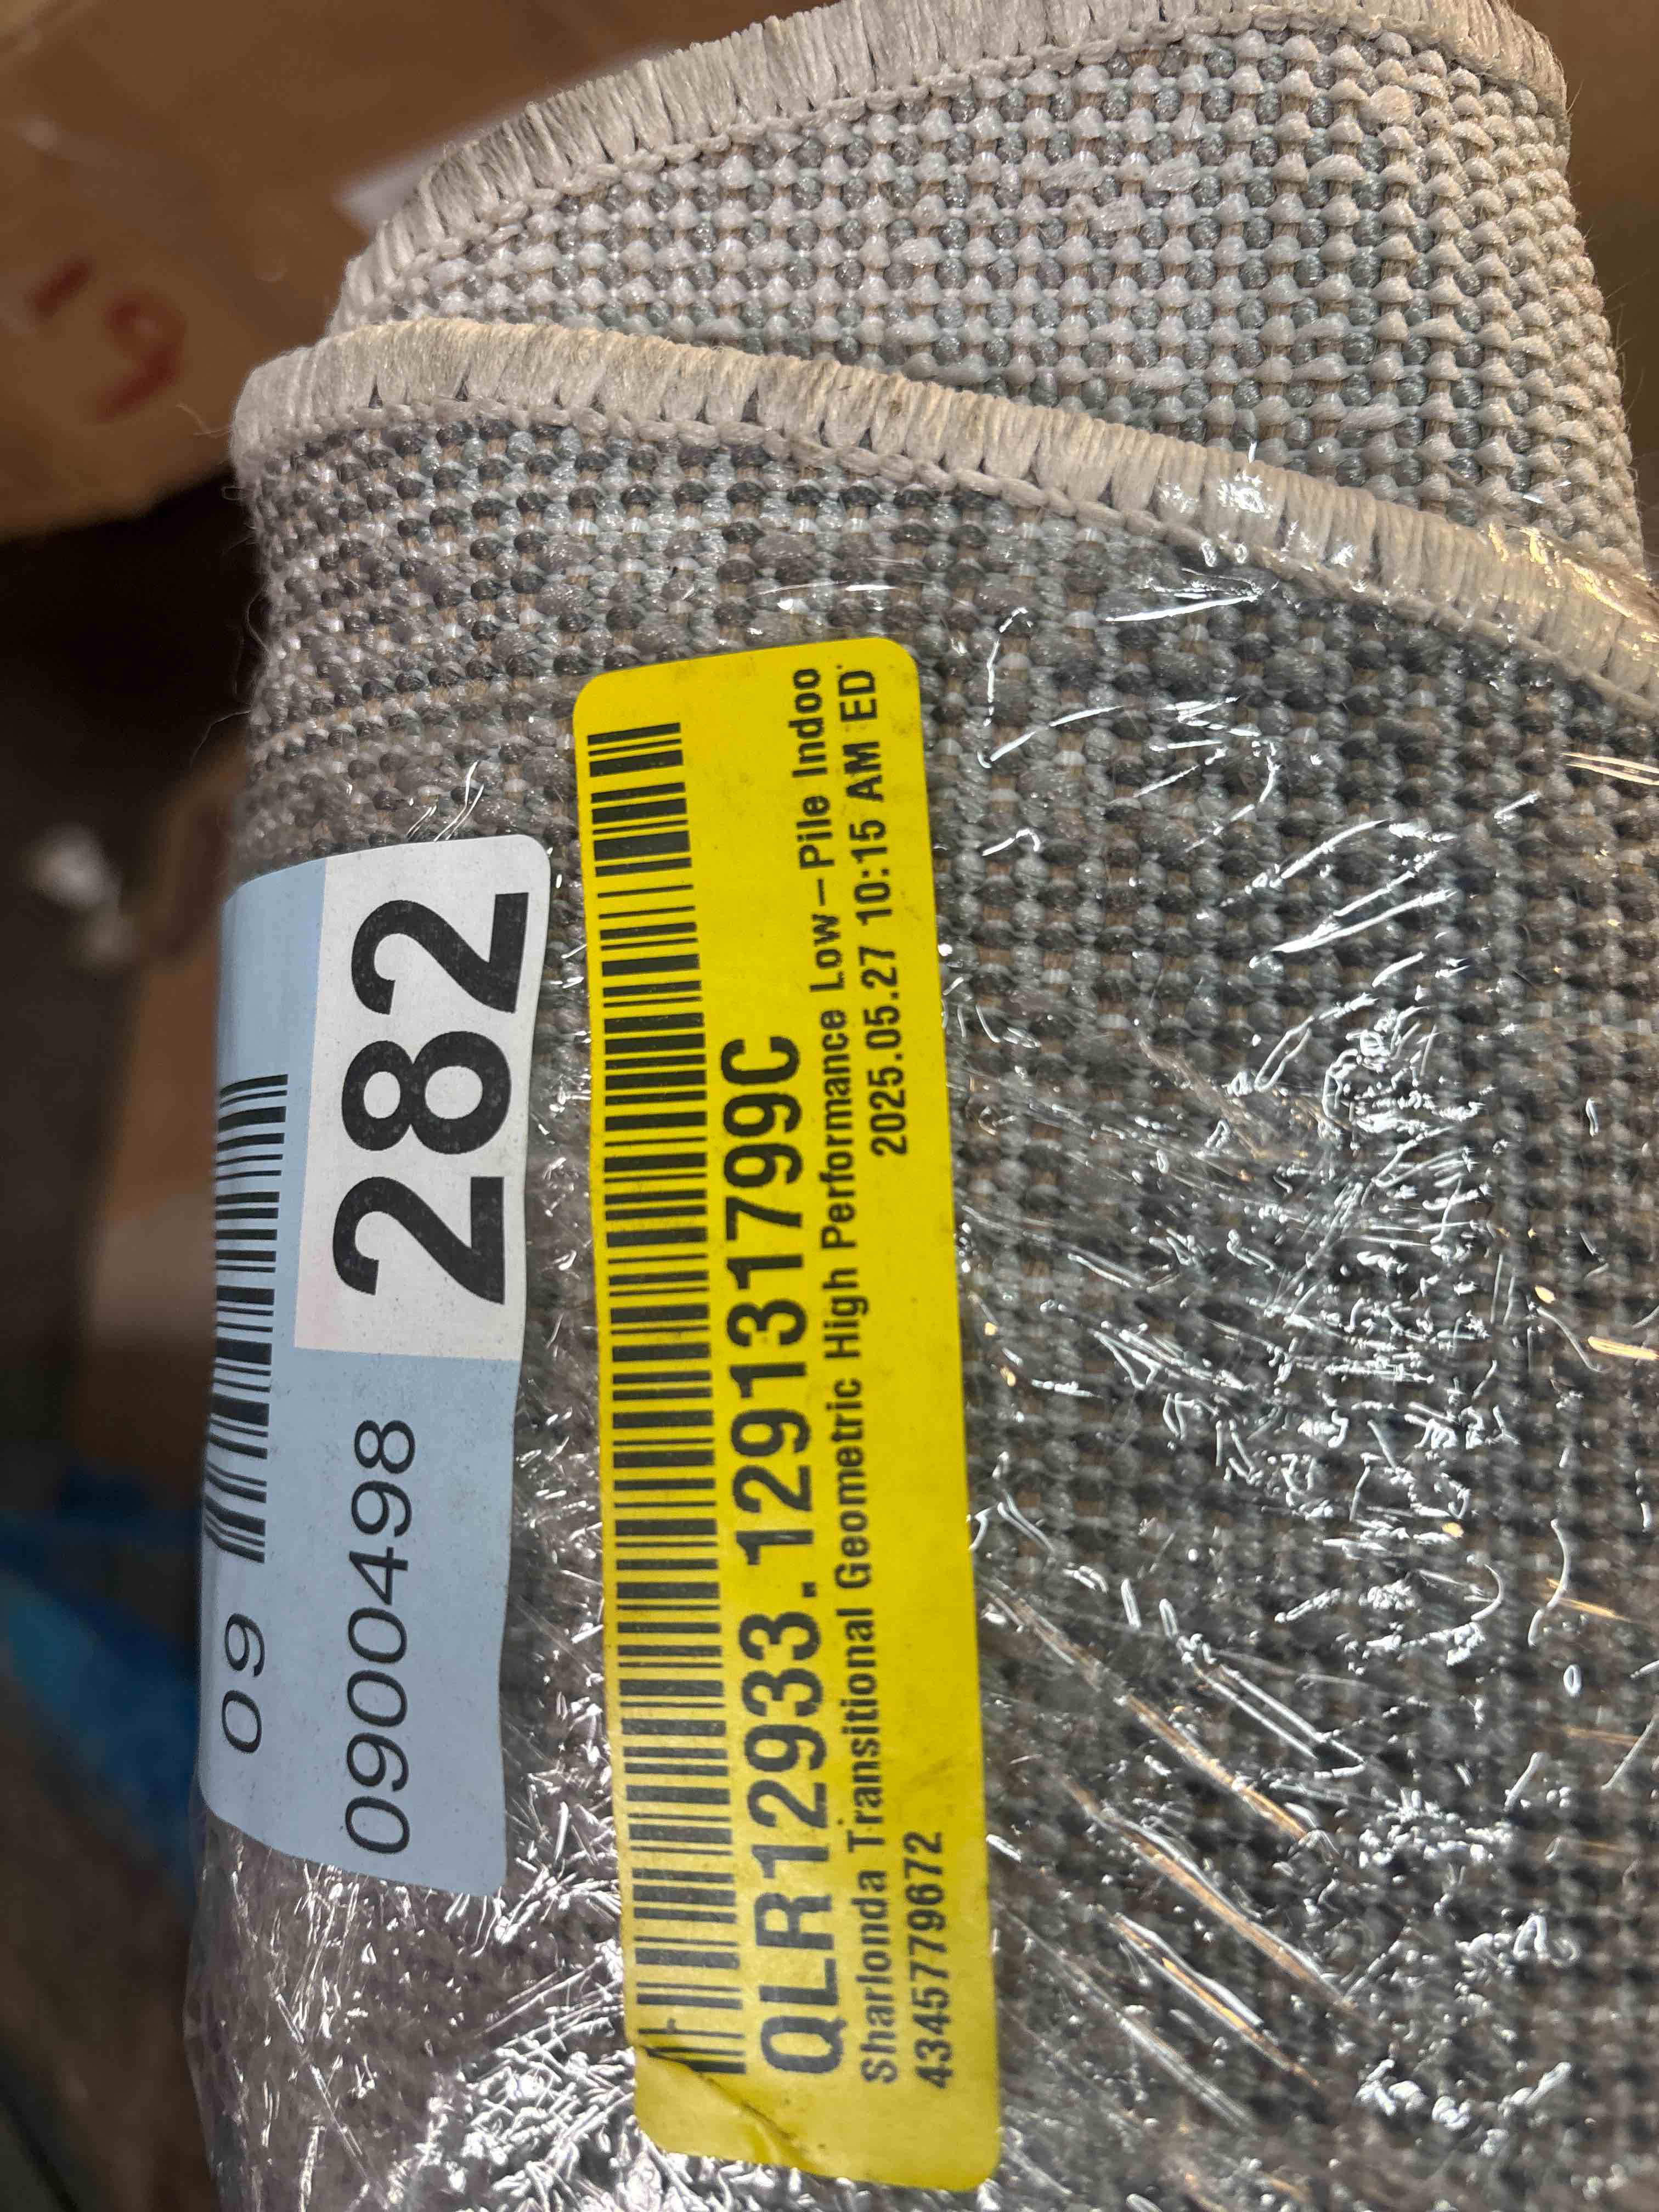 09
282
0900498
QLR12933.129131799C
Sharlonda Transitional Geometric High Performance Low-Pile Indoo
4345779672
2025.05.27 10:15 AM ED